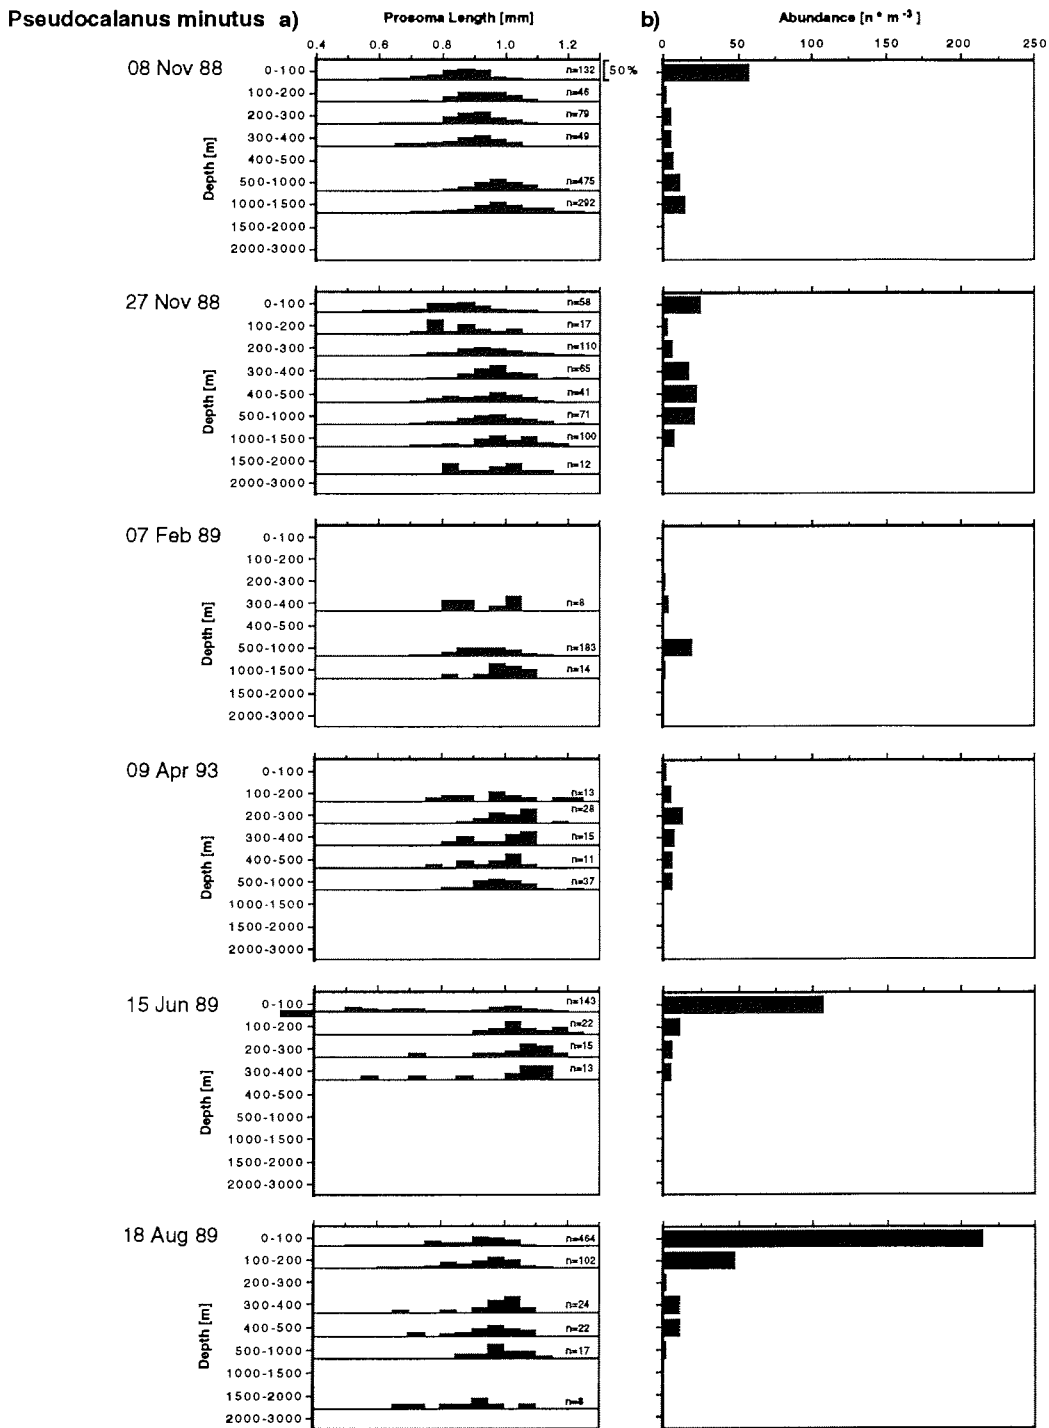 Pseudocalanus minutus a) Prosoma Length [mm] b) Abundance [n * m -3]
0.4 0.6 0.8 1.0 1.2 0 50 100 150 200 250
08 Nov 88
Depth [m]
0-100 n=132 50%
100-200 n=46
200-300 n=79
300-400 n=49
400-500
500-1000 n=475
1000-1500 n=292
1500-2000
2000-3000
27 Nov 88
Depth [m]
0-100 n=58
100-200 n=17
200-300 n=110
300-400 n=65
400-500 n=41
500-1000 n=71
1000-1500 n=100
1500-2000 n=12
2000-3000
07 Feb 89
Depth [m]
0-100
100-200
200-300
300-400 n=8
400-500
500-1000 n=183
1000-1500 n=14
1500-2000
2000-3000
09 Apr 93
Depth [m]
0-100
100-200 n=13
200-300 n=28
300-400 n=15
400-500 n=11
500-1000 n=37
1000-1500
1500-2000
2000-3000
15 Jun 89
Depth [m]
0-100 n=143
100-200 n=22
200-300 n=15
300-400 n=13
400-500
500-1000
1000-1500
1500-2000
2000-3000
18 Aug 89
Depth [m]
0-100 n=464
100-200 n=102
200-300
300-400 n=24
400-500 n=22
500-1000 n=17
1000-1500
1500-2000 n=8
2000-3000